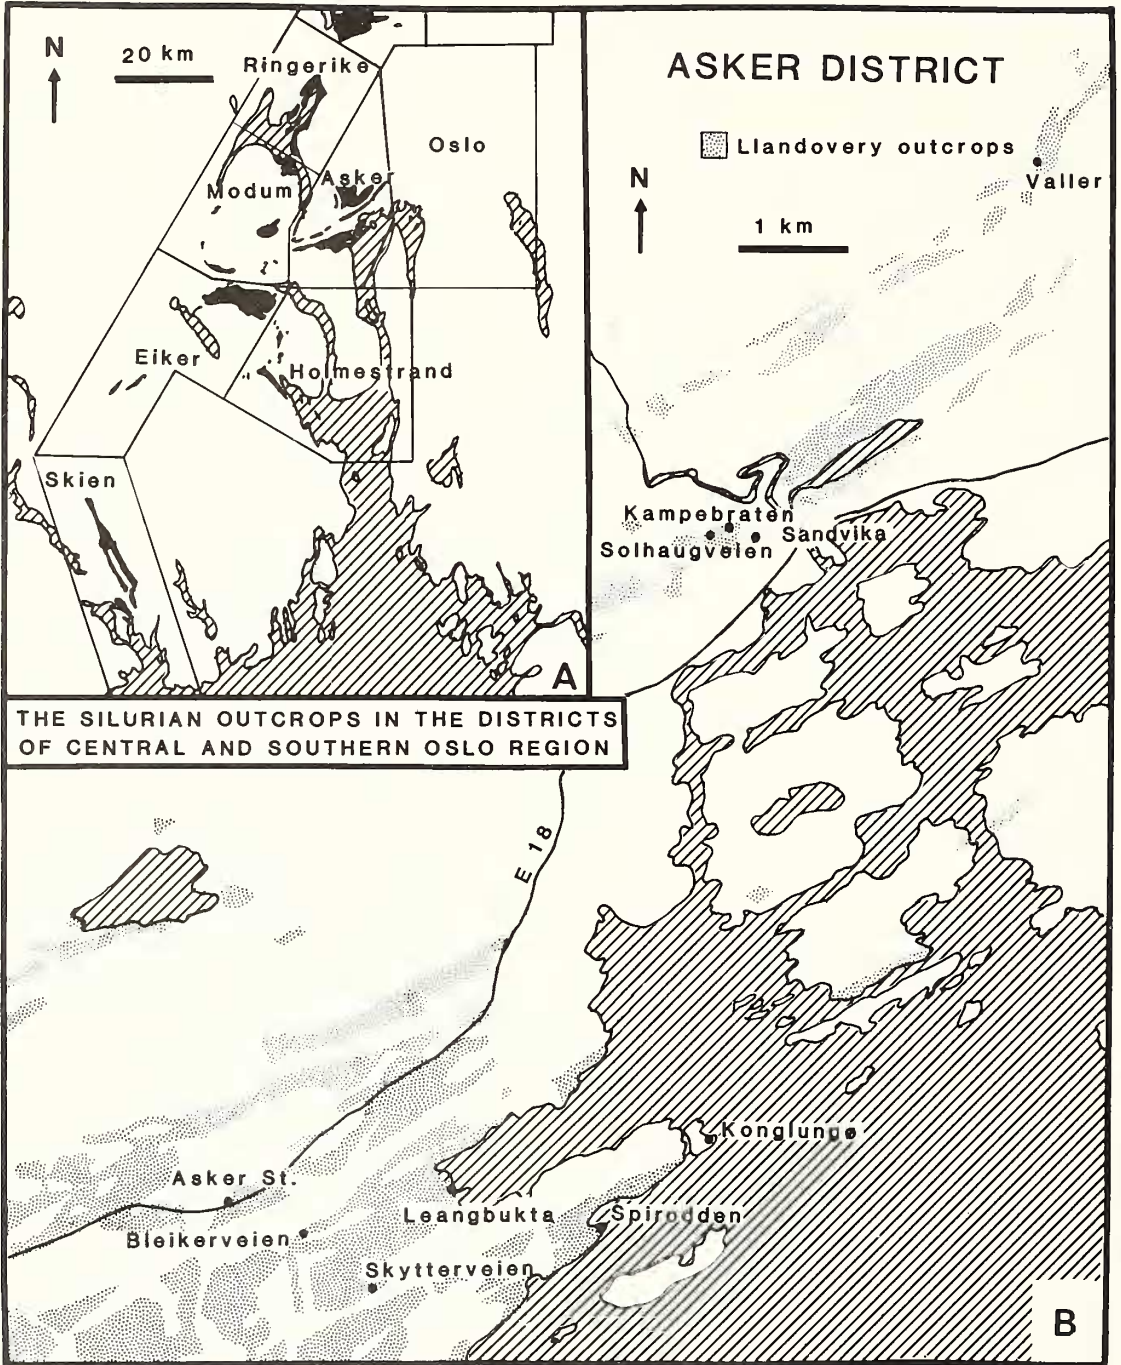 N
20 km
Ringerike
Oslo
Modum
Asker
Eiker
Holmestrand
Skien
A
ASKER DISTRICT
Llandovery outcrops
N
1 km
Valler
Kampebraten
Sandvika
Solhaugveien
THE SILURIAN OUTCROPS IN THE DISTRICTS
OF CENTRAL AND SOUTHERN OSLO REGION
E 18
Konglungø
Asker St.
Leangbukta
Spirodden
Bleikerveien
Skytterveien
B